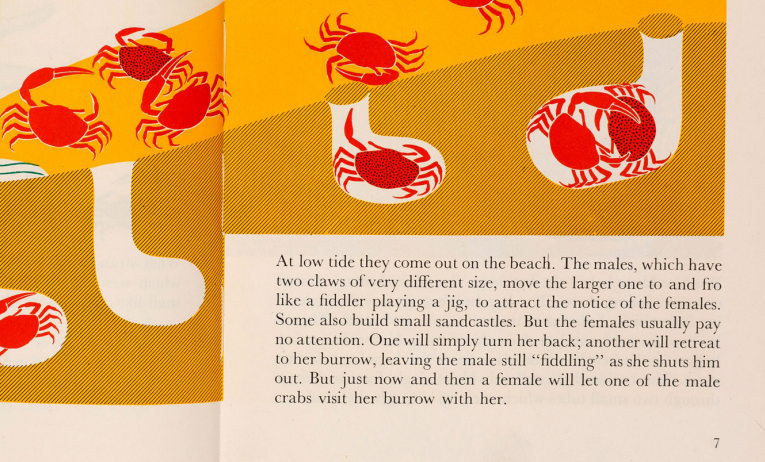 At low tide they come out on the beach. The males, which have
two claws of very different size, move the larger one to and fro
like a fiddler playing a jig, to attract the notice of the females.
Some also build small sandcastles. But the females usually pay
no attention. One will simply turn her back; another will retreat
to her burrow, leaving the male still “fiddling” as she shuts him
out. But just now and then a female will let one of the male
crabs visit her burrow with her.
7